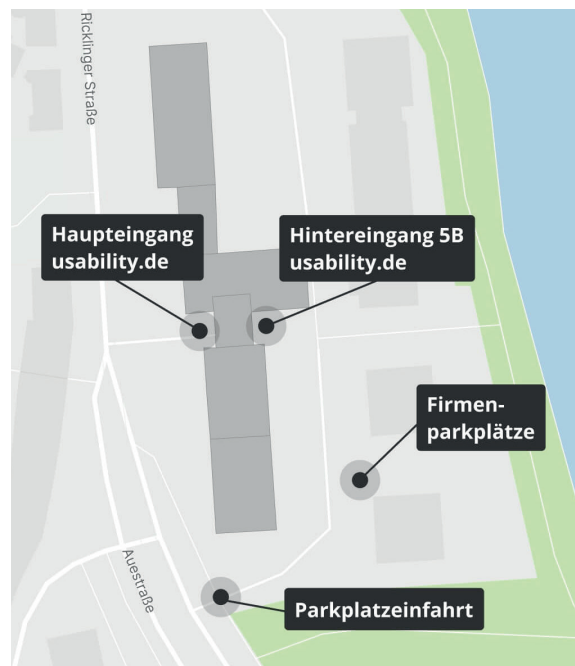 Ricklinger Straße
Haupteingang
usability.de
Hintereingang 5B
usability.de
Firmen-
parkplätze
Auestraße
Parkplatzeinfahrt